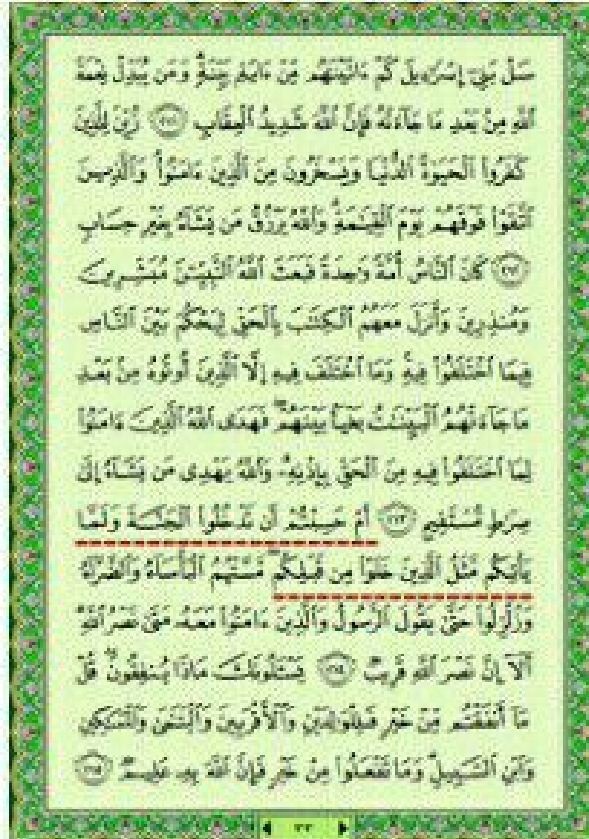 سَلۡ بَنِيٓ إِسۡرَٰٓءِيلَ كَمۡ ءَاتَيۡنَٰهُم مِّنۡ ءَايَةِۭ بَيِّنَةٖۗ وَمَن يُبَدِّلۡ نِعۡمَةَ
ٱللَّهِ مِنۢ بَعۡدِ مَا جَآءَتۡهُ فَإِنَّ ٱللَّهَ شَدِيدُ ٱلۡعِقَابِ ٢١١ زُيِّنَ لِلَّذِينَ
كَفَرُواْ ٱلۡحَيَوٰةُ ٱلدُّنۡيَا وَيَسۡخَرُونَ مِنَ ٱلَّذِينَ ءَامَنُواْۘ وَٱلَّذِينَ
ٱتَّقَوۡاْ فَوۡقَهُمۡ يَوۡمَ ٱلۡقِيَٰمَةِۗ وَٱللَّهُ يَرۡزُقُ مَن يَشَآءُ بِغَيۡرِ حِسَابٖ
٢١٢ كَانَ ٱلنَّاسُ أُمَّةٗ وَٰحِدَةٗ فَبَعَثَ ٱللَّهُ ٱلنَّبِيِّـۧنَ مُبَشِّرِينَ
وَمُنذِرِينَ وَأَنزَلَ مَعَهُمُ ٱلۡكِتَٰبَ بِٱلۡحَقِّ لِيَحۡكُمَ بَيۡنَ ٱلنَّاسِ
فِيمَا ٱخۡتَلَفُواْ فِيهِۚ وَمَا ٱخۡتَلَفَ فِيهِ إِلَّا ٱلَّذِينَ أُوتُوهُ مِنۢ بَعۡدِ
مَا جَآءَتۡهُمُ ٱلۡبَيِّنَٰتُ بَغۡيَۢا بَيۡنَهُمۡۖ فَهَدَى ٱللَّهُ ٱلَّذِينَ ءَامَنُواْ
لِمَا ٱخۡتَلَفُواْ فِيهِ مِنَ ٱلۡحَقِّ بِإِذۡنِهِۦۗ وَٱللَّهُ يَهۡدِي مَن يَشَآءُ إِلَىٰ
صِرَٰطٖ مُّسۡتَقِيمٍ ٢١٣ أَمۡ حَسِبۡتُمۡ أَن تَدۡخُلُواْ ٱلۡجَنَّةَ وَلَمَّا
يَأۡتِكُم مَّثَلُ ٱلَّذِينَ خَلَوۡاْ مِن قَبۡلِكُمۖ مَّسَّتۡهُمُ ٱلۡبَأۡسَآءُ وَٱلضَّرَّآءُ
وَزُلۡزِلُواْ حَتَّىٰ يَقُولَ ٱلرَّسُولُ وَٱلَّذِينَ ءَامَنُواْ مَعَهُۥ مَتَىٰ نَصۡرُ ٱللَّهِۗ
أَلَآ إِنَّ نَصۡرَ ٱللَّهِ قَرِيبٞ ٢١٤ يَسۡـَٔلُونَكَ مَاذَا يُنفِقُونَۖ قُلۡ
مَآ أَنفَقۡتُم مِّنۡ خَيۡرٖ فَلِلۡوَٰلِدَيۡنِ وَٱلۡأَقۡرَبِينَ وَٱلۡيَتَٰمَىٰ وَٱلۡمَسَٰكِينِ
وَٱبۡنِ ٱلسَّبِيلِۗ وَمَا تَفۡعَلُواْ مِنۡ خَيۡرٖ فَإِنَّ ٱللَّهَ بِهِۦ عَلِيمٞ ٢١٥
٣٣